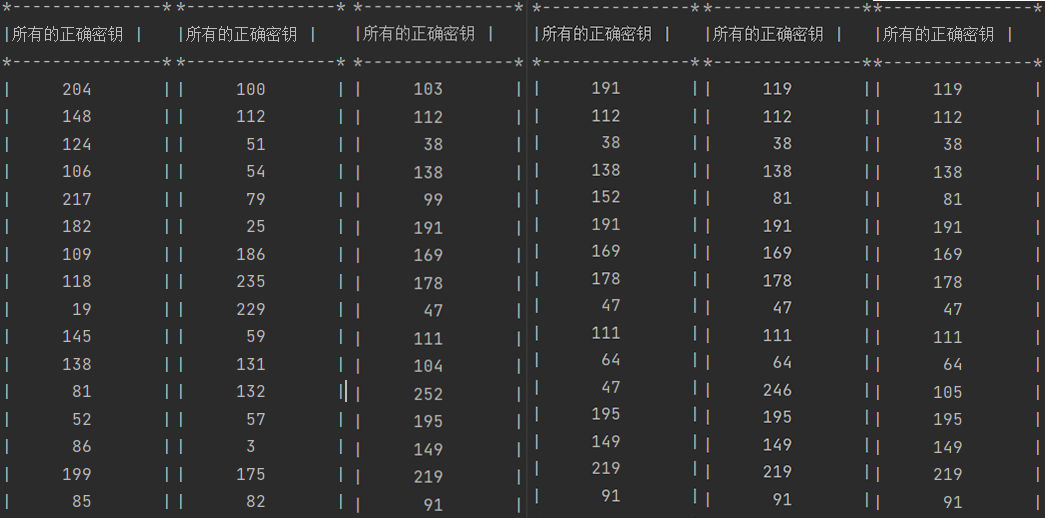 *---------------* *---------------* *---------------* *---------------* *---------------* *---------------*
|所有的正确密钥 | |所有的正确密钥 | |所有的正确密钥 | |所有的正确密钥 | |所有的正确密钥 | |所有的正确密钥 |
*---------------* *---------------* *---------------* *---------------* *---------------* *---------------*
| 204 | | 100 | | 103 | | 191 | | 119 | | 119 |
| 148 | | 112 | | 112 | | 112 | | 112 | | 112 |
| 124 | | 51 | | 38 | | 38 | | 38 | | 38 |
| 106 | | 54 | | 138 | | 138 | | 138 | | 138 |
| 217 | | 79 | | 99 | | 152 | | 81 | | 81 |
| 182 | | 25 | | 191 | | 191 | | 191 | | 191 |
| 109 | | 186 | | 169 | | 169 | | 169 | | 169 |
| 118 | | 235 | | 178 | | 178 | | 178 | | 178 |
| 19 | | 229 | | 47 | | 47 | | 47 | | 47 |
| 145 | | 59 | | 111 | | 111 | | 111 | | 111 |
| 138 | | 131 | | 104 | | 64 | | 64 | | 64 |
| 81 | | 132 | | 252 | | 47 | | 246 | | 105 |
| 52 | | 57 | | 195 | | 195 | | 195 | | 195 |
| 86 | | 3 | | 149 | | 149 | | 149 | | 149 |
| 199 | | 175 | | 219 | | 219 | | 219 | | 219 |
| 85 | | 82 | | 91 | | 91 | | 91 | | 91 |